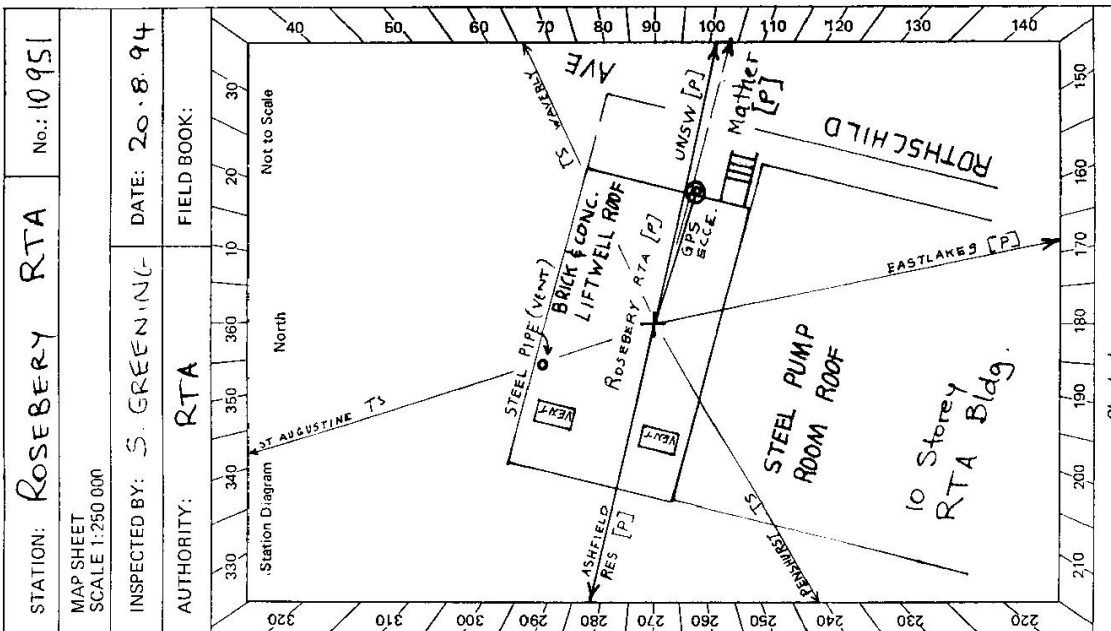 STATION: ROSEBERY RTA
No.: 10951
MAP SHEET
SCALE 1:250 000
INSPECTED BY: S. GREENING
DATE: 20.8.94
AUTHORITY: RTA
FIELD BOOK:
330 340 350 360 10 20 30
Station Diagram
North
Not to Scale
40 50 60 70 80 90 100 110 120 130 140
150 160 170 180 190 200 210
320 310 300 290 280 270 260 250 240 230 220
ST AUGUSTINE TS
TS WAVERLY
AVE
UNSW [P]
Mather
[P]
ROTHSCHILD
STEEL PIPE (VENT)
BRICK & CONC.
LIFTWELL ROOF
ROSEBERY RTA [P]
GPS
ECCE.
EASTLAKES [P]
VENT
VENT
ASHFIELD
RES [P]
PENSHURST TS
STEEL PUMP
ROOM ROOF
10 Storey
RTA Bldg.